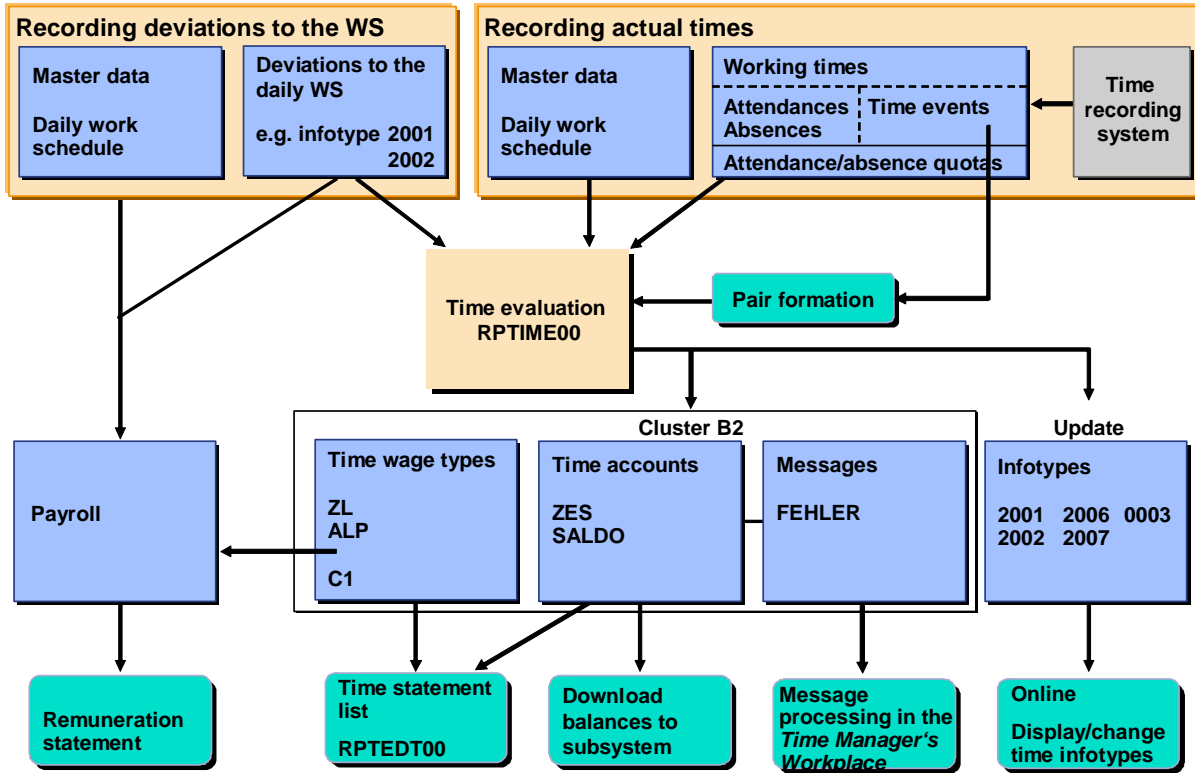 Recording deviations to the WS
Master data
Daily work
schedule
Deviations to the
daily WS
e.g. infotype 2001
2002
Recording actual times
Master data
Daily work
schedule
Working times
Attendances
Absences
Time events
Attendance/absence quotas
Time
recording
system
Time evaluation
RPTIME00
Pair formation
Cluster B2
Update
Payroll
Time wage types
ZL
ALP
C1
Time accounts
ZES
SALDO
Messages
FEHLER
Infotypes
2001 2006 0003
2002 2007
Remuneration
statement
Time statement
list
RPTEDT00
Download
balances to
subsystem
Message
processing in the
Time Manager‘s
Workplace
Online
Display/change
time infotypes